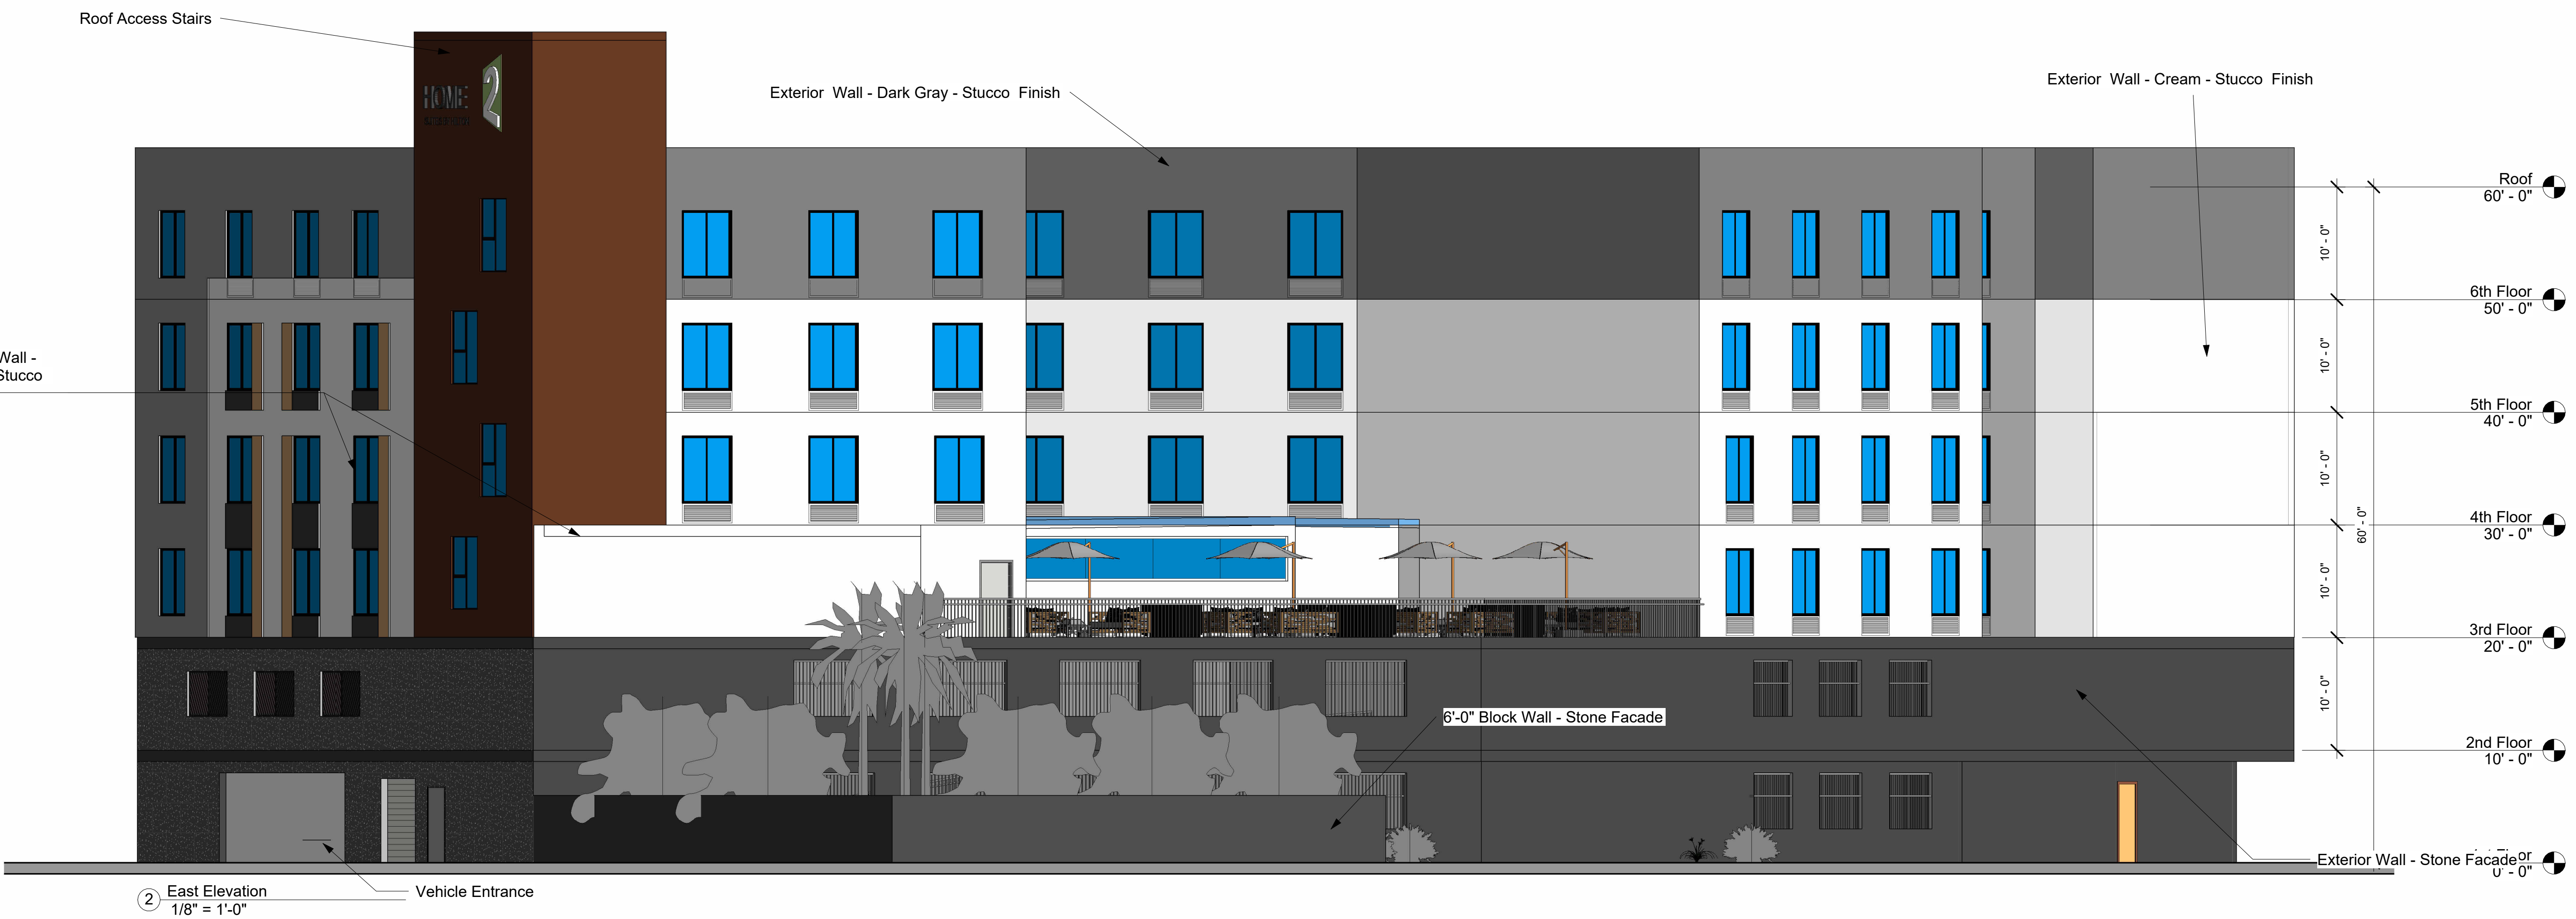 Roof Access Stairs
HOME
2
Exterior Wall - Dark Gray - Stucco Finish
Exterior Wall - Cream - Stucco Finish
Roof
60' - 0"
10' - 0"
6th Floor
50' - 0"
10' - 0"
Wall -
Stucco
5th Floor
40' - 0"
10' - 0"
4th Floor
30' - 0"
60' - 0"
10' - 0"
3rd Floor
20' - 0"
10' - 0"
6'-0" Block Wall - Stone Facade
2nd Floor
10' - 0"
Exterior Wall - Stone Facade
0' - 0"
2
East Elevation
1/8" = 1'-0"
Vehicle Entrance